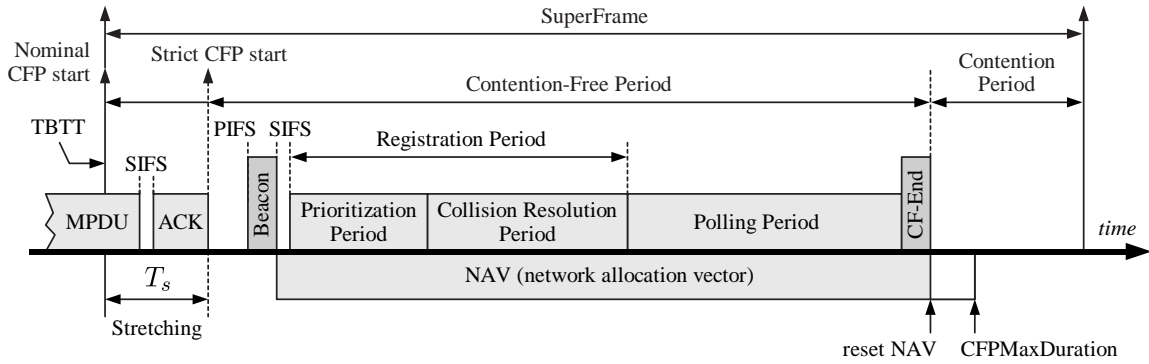 SuperFrame
Nominal
CFP start
Strict CFP start
Contention-Free Period
Contention
Period
TBTT
PIFS
SIFS
Registration Period
SIFS
MPDU
ACK
Beacon
Prioritization
Period
Collision Resolution
Period
Polling Period
CF-End
time
T_s
NAV (network allocation vector)
Stretching
reset NAV
CFPMaxDuration